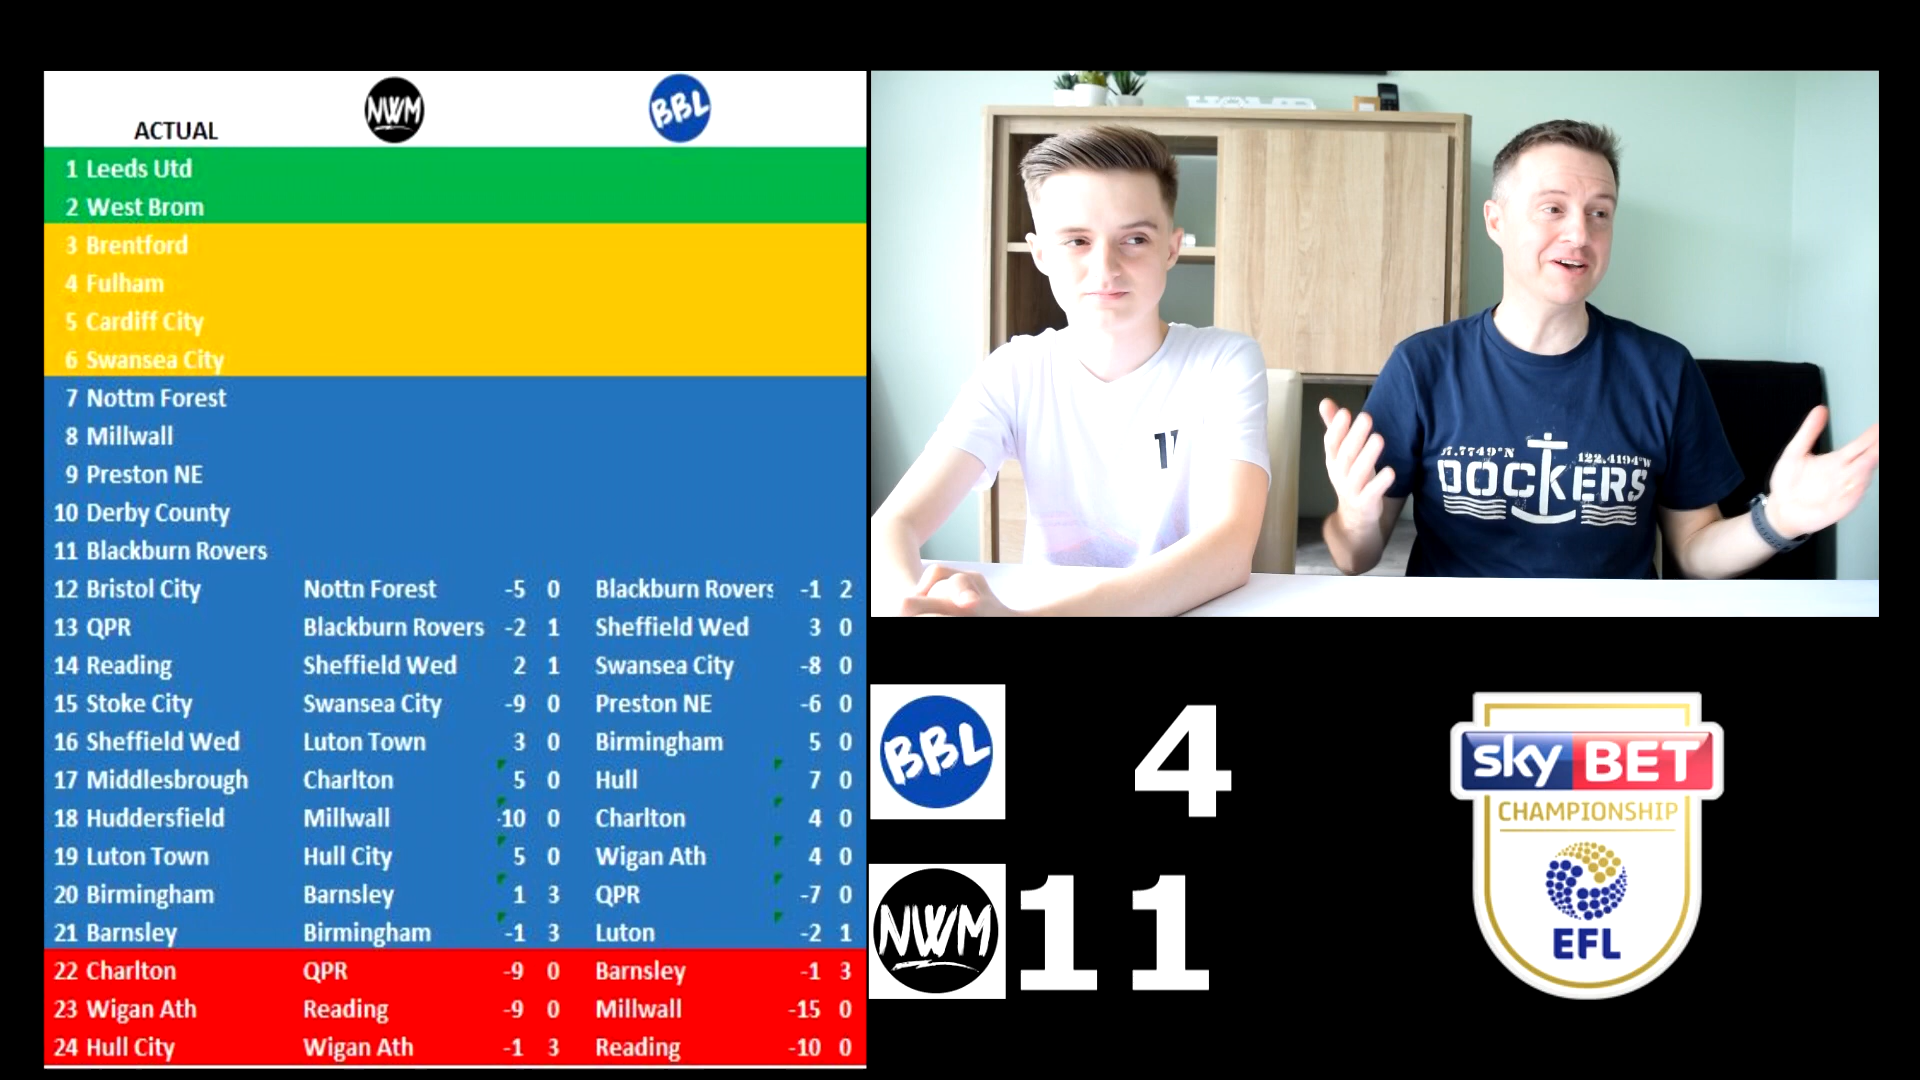 ACTUAL NWM BBL
1 Leeds Utd
2 West Brom
3 Brentford
4 Fulham
5 Cardiff City
6 Swansea City
7 Nottm Forest
8 Millwall
9 Preston NE
10 Derby County
11 Blackburn Rovers
12 Bristol City Nottn Forest -5 0 Blackburn Rovers -1 2
13 QPR Blackburn Rovers -2 1 Sheffield Wed 3 0
14 Reading Sheffield Wed 2 1 Swansea City -8 0
15 Stoke City Swansea City -9 0 Preston NE -6 0
16 Sheffield Wed Luton Town 3 0 Birmingham 5 0
17 Middlesbrough Charlton 5 0 Hull 7 0
18 Huddersfield Millwall -10 0 Charlton 4 0
19 Luton Town Hull City 5 0 Wigan Ath 4 0
20 Birmingham Barnsley 1 3 QPR -7 0
21 Barnsley Birmingham -1 3 Luton -2 1
22 Charlton QPR -9 0 Barnsley -1 3
23 Wigan Ath Reading -9 0 Millwall -15 0
24 Hull City Wigan Ath -1 3 Reading -10 0
122.4194°W
DOCKERS
BBL 4
NWM 11
sky BET
CHAMPIONSHIP
EFL